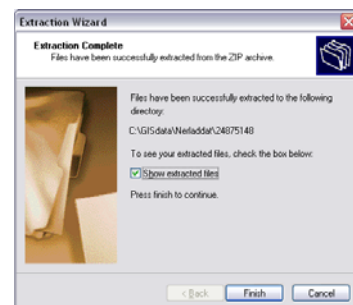 Extraction Wizard
Extraction Complete
Files have been successfully extracted from the ZIP archive.
Files have been successfully extracted to the following
directory:
C:\GISdata\Nerladdat\24875148
To see your extracted files, check the box below:
Show extracted files
Press finish to continue.
< Back Finish Cancel